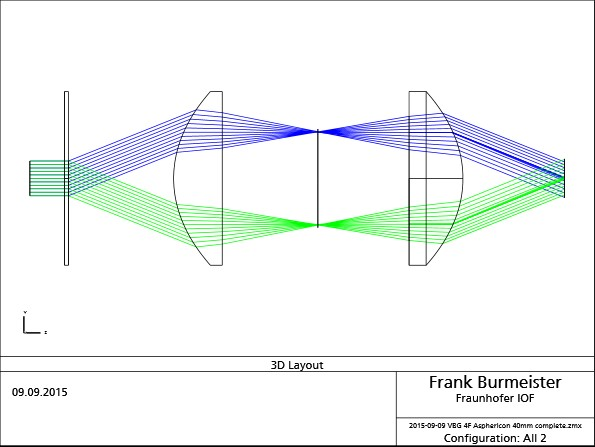 Y
Z
3D Layout
09.09.2015
Frank Burmeister
Fraunhofer IOF
2015-09-09 VBG 4F Asphericon 40mm complete.zmx
Configuration: All 2